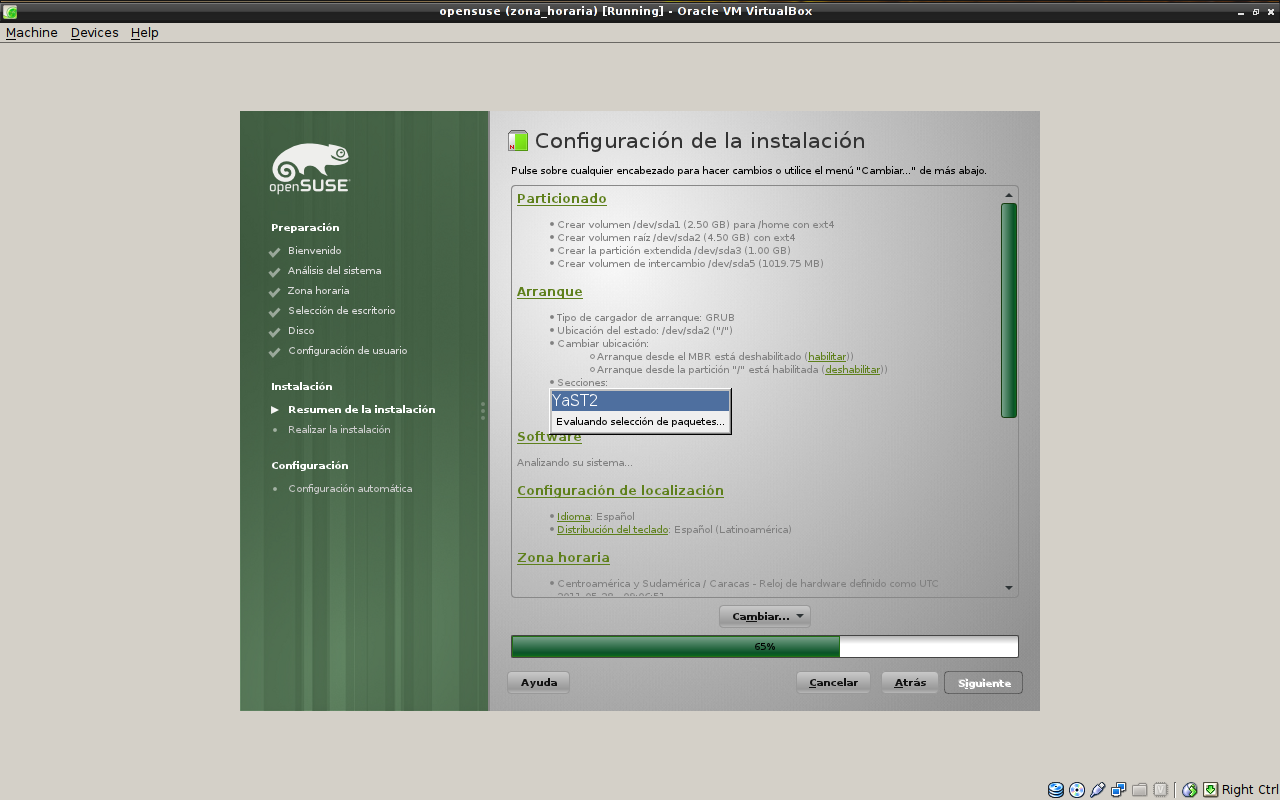 opensuse (zona_horaria) [Running] - Oracle VM VirtualBox
Machine Devices Help
openSUSE
Preparación
Bienvenido
Análisis del sistema
Zona horaria
Selección de escritorio
Disco
Configuración de usuario
Instalación
Resumen de la instalación
Realizar la instalación
Configuración
Configuración automática
Configuración de la instalación
Pulse sobre cualquier encabezado para hacer cambios o utilice el menú "Cambiar..." de más abajo.
Particionado
Crear volumen /dev/sda1 (2.50 GB) para /home con ext4
Crear volumen raíz /dev/sda2 (4.50 GB) con ext4
Crear la partición extendida /dev/sda3 (1.00 GB)
Crear volumen de intercambio /dev/sda5 (1019.75 MB)
Arranque
Tipo de cargador de arranque: GRUB
Ubicación del estado: /dev/sda2 ("/")
Cambiar ubicación:
Arranque desde el MBR está deshabilitado (habilitar))
Arranque desde la partición "/" está habilitada (deshabilitar))
Secciones:
YaST2
Evaluando selección de paquetes...
Software
Analizando su sistema...
Configuración de localización
Idioma: Español
Distribución del teclado: Español (Latinoamérica)
Zona horaria
Centroamérica y Sudamérica / Caracas - Reloj de hardware definido como UTC
Cambiar...
65%
Ayuda Cancelar Atrás Siguiente
Right Ctrl